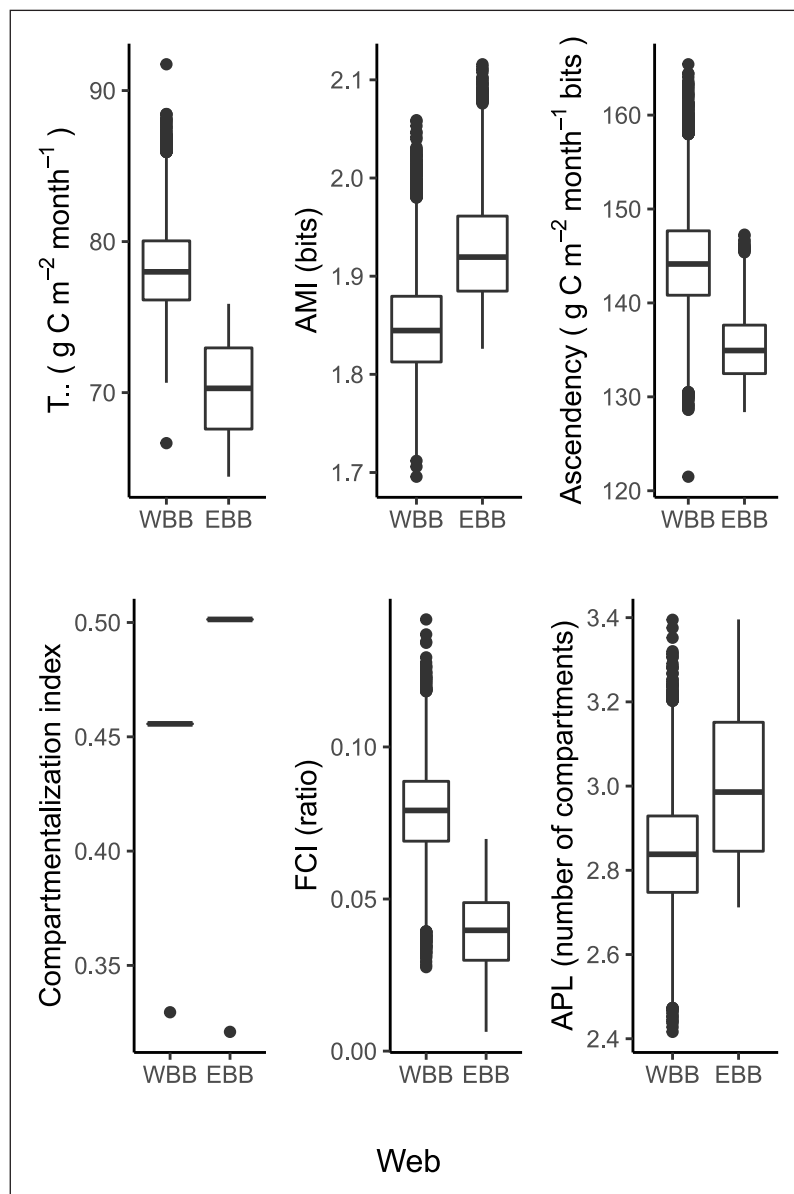 T.. ( g C m⁻² month⁻¹ )
90
80
70
WBB EBB
AMI (bits)
2.1
2.0
1.9
1.8
1.7
WBB EBB
Ascendency ( g C m⁻² month⁻¹ bits )
160
150
140
130
120
WBB EBB
Compartmentalization index
0.50
0.45
0.40
0.35
WBB EBB
FCI (ratio)
0.10
0.05
0.00
WBB EBB
APL (number of compartments)
3.4
3.2
3.0
2.8
2.6
2.4
WBB EBB
Web